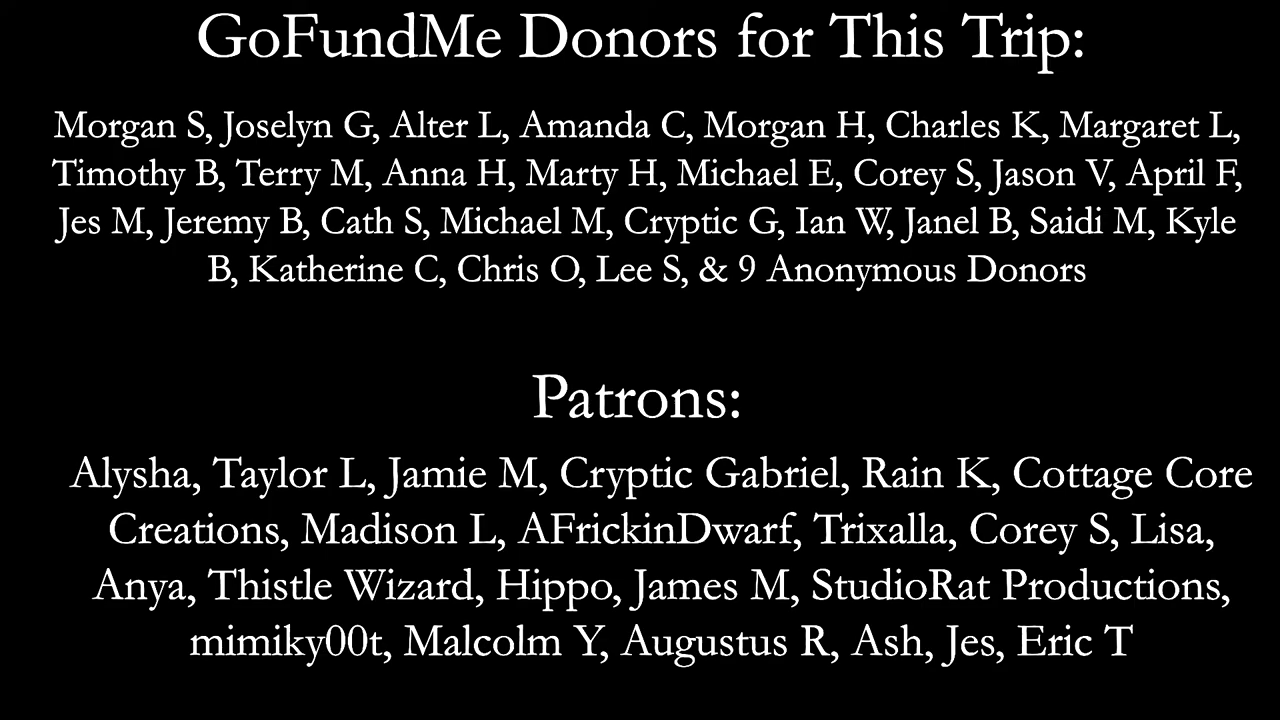 GoFundMe Donors for This Trip:
Morgan S, Joselyn G, Alter L, Amanda C, Morgan H, Charles K, Margaret L,
Timothy B, Terry M, Anna H, Marty H, Michael E, Corey S, Jason V, April F,
Jes M, Jeremy B, Cath S, Michael M, Cryptic G, Ian W, Janel B, Saidi M, Kyle
B, Katherine C, Chris O, Lee S, & 9 Anonymous Donors
Patrons:
Alysha, Taylor L, Jamie M, Cryptic Gabriel, Rain K, Cottage Core
Creations, Madison L, AFrickinDwarf, Trixalla, Corey S, Lisa,
Anya, Thistle Wizard, Hippo, James M, StudioRat Productions,
mimiky00t, Malcolm Y, Augustus R, Ash, Jes, Eric T